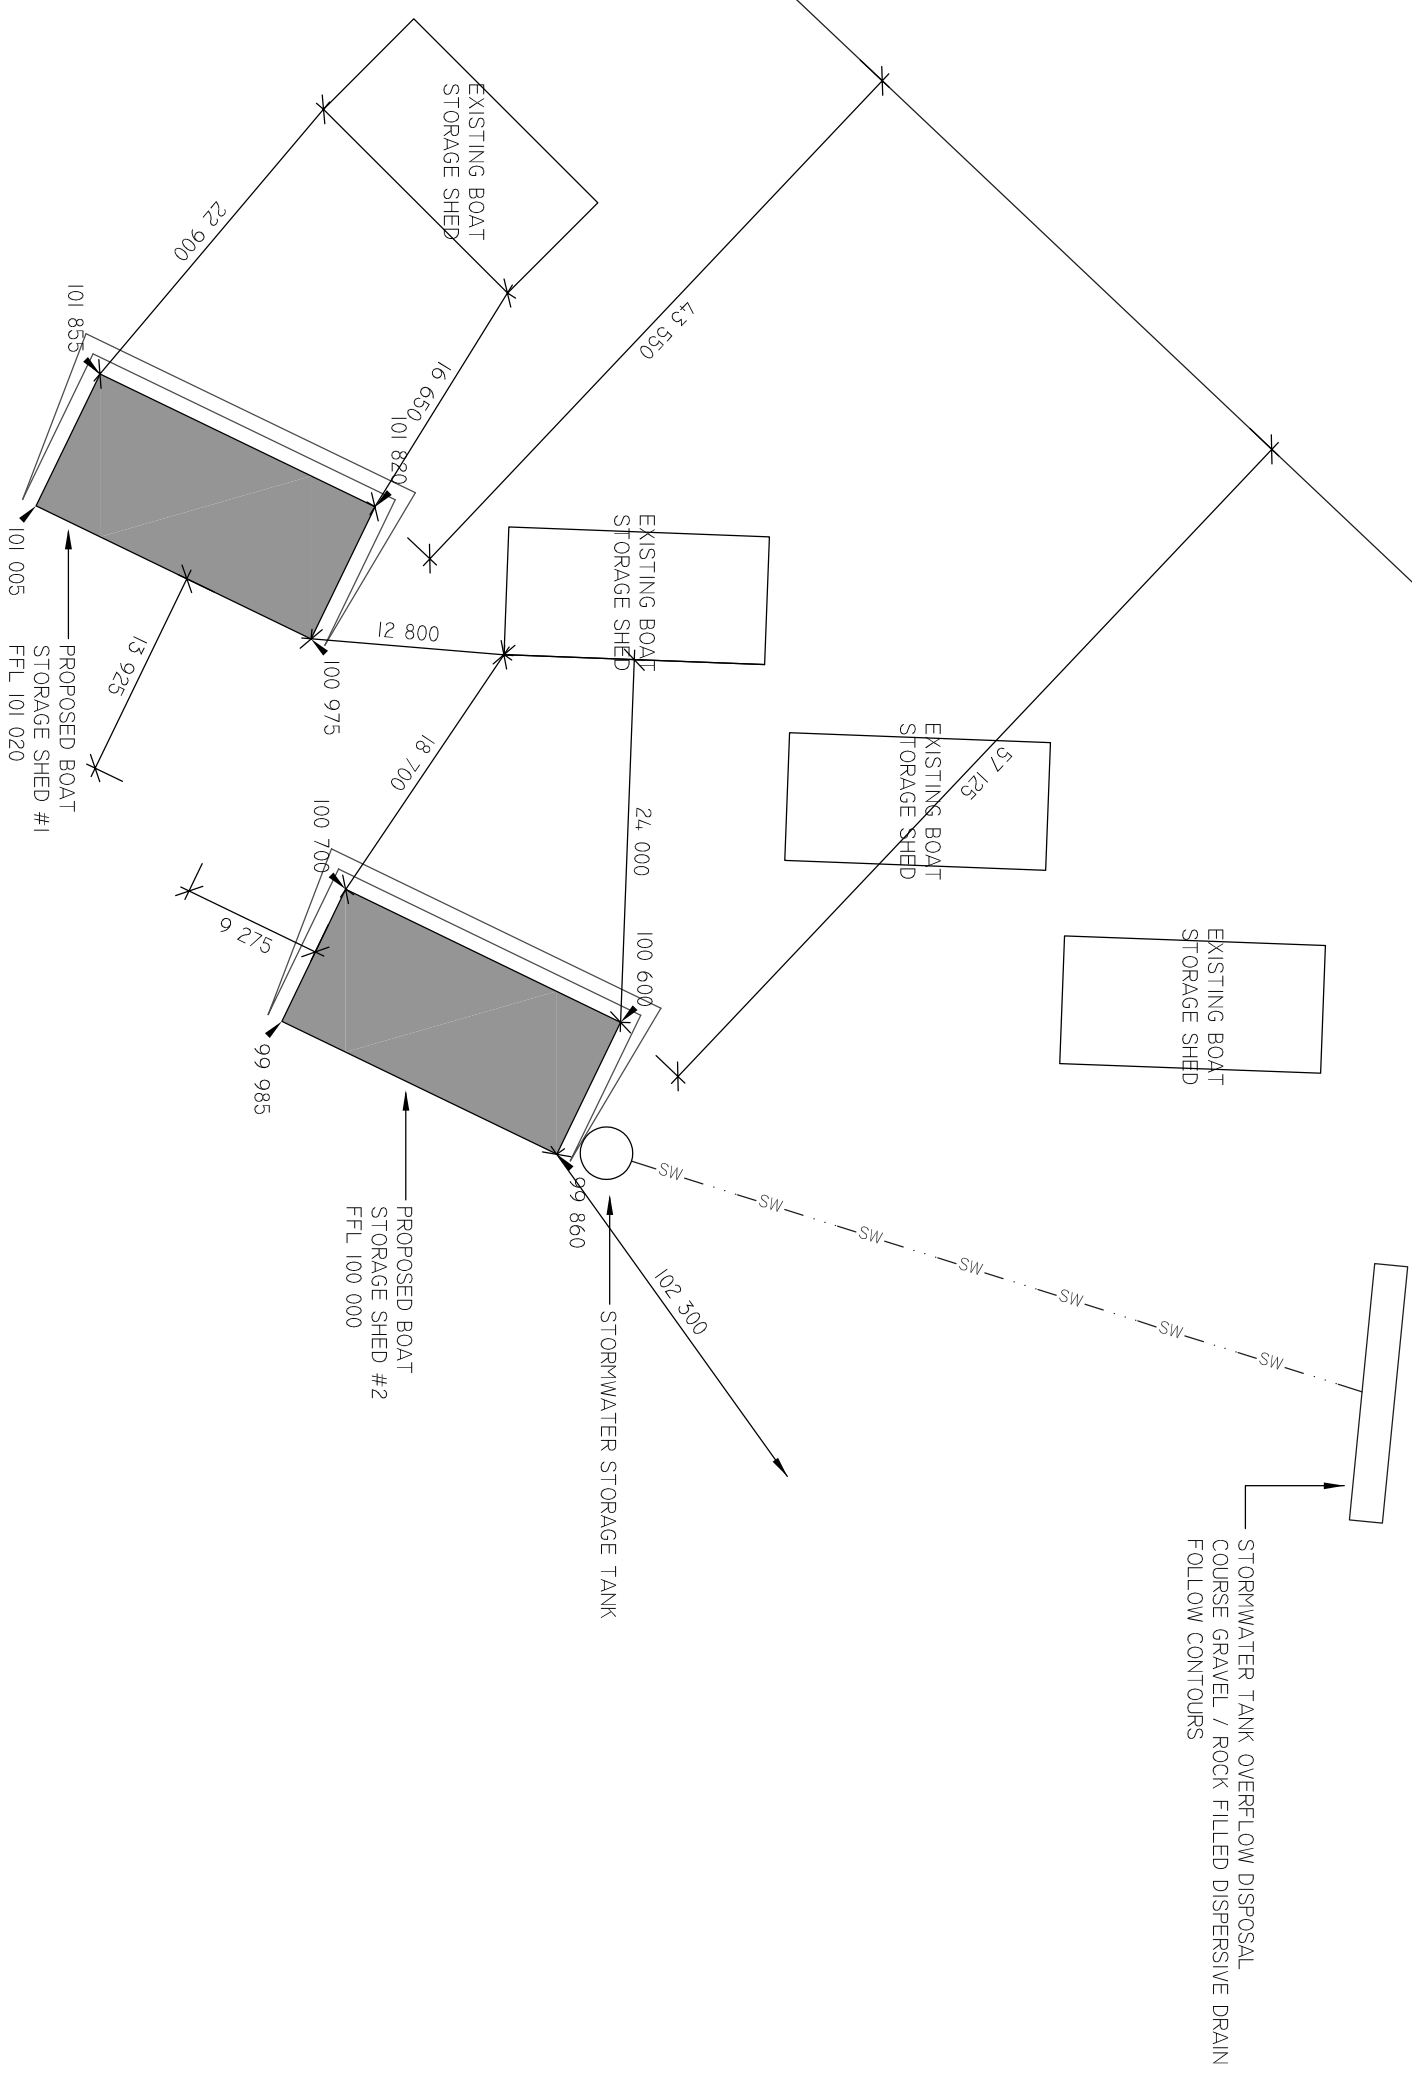 EXISTING BOAT
STORAGE SHED
22 900
16 650
43 550
57 125
101 855
101 820
101 005
100 975
PROPOSED BOAT
STORAGE SHED #1
FFL 101 020
13 925
12 800
EXISTING BOAT
STORAGE SHED
18 700
24 000
EXISTING BOAT
STORAGE SHED
EXISTING BOAT
STORAGE SHED
100 700
100 600
9 275
99 985
99 860
PROPOSED BOAT
STORAGE SHED #2
FFL 100 000
102 300
STORMWATER STORAGE TANK
SW
SW
SW
SW
SW
SW
SW
STORMWATER TANK OVERFLOW DISPOSAL
COURSE GRAVEL / ROCK FILLED DISPERSIVE DRAIN
FOLLOW CONTOURS